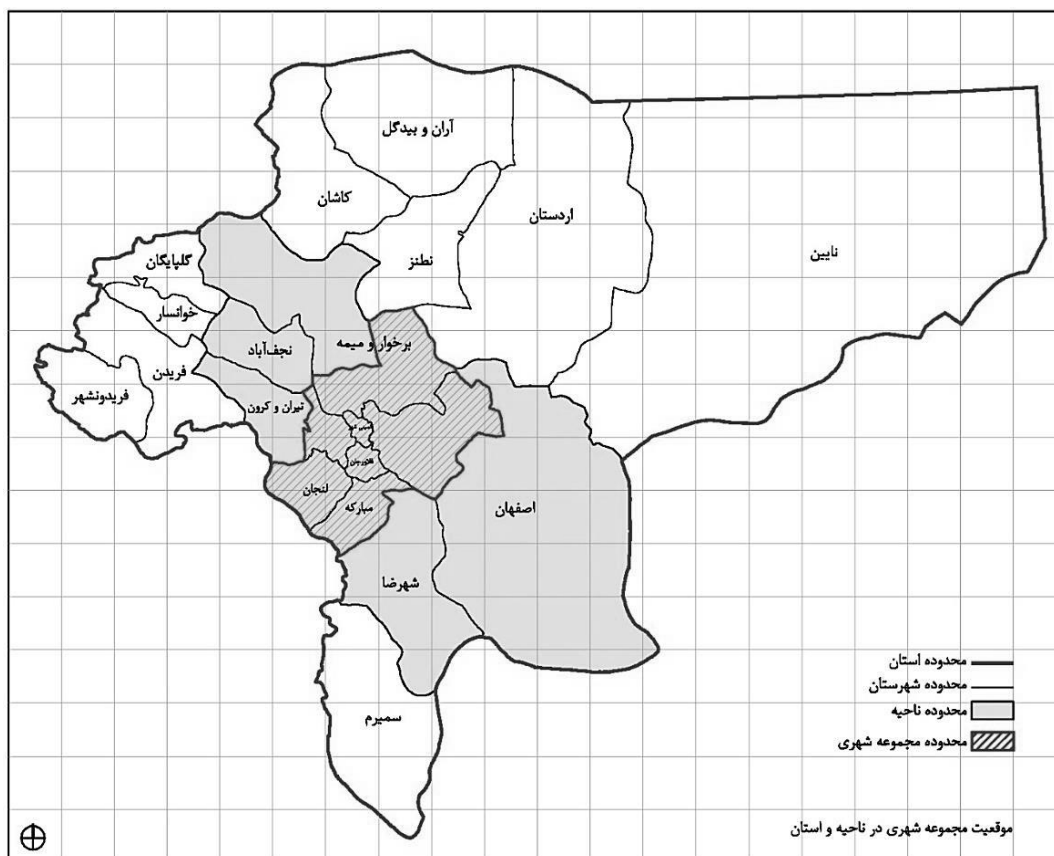 آران و بیدگل
کاشان
اردستان
نایین
نطنز
گلپایگان
خوانسار
برخوار و میمه
نجف‌آباد
فریدن
فریدونشهر
تیران و کرون
فلاورجان
لنجان
مبارکه
اصفهان
شهرضا
سمیرم
محدوده استان
محدوده شهرستان
محدوده ناحیه
محدوده مجموعه شهری
موقعیت مجموعه شهری در ناحیه و استان